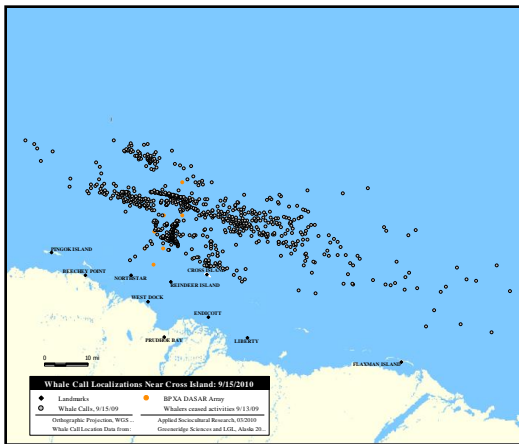 PINGOK ISLAND
BEECHEY POINT
NORTHSTAR
CROSS ISLAND
REINDEER ISLAND
WEST DOCK
ENDICOTT
PRUDHOE BAY
LIBERTY
FLAXMAN ISLAND
0 10 mi
Whale Call Localizations Near Cross Island: 9/15/2010
Landmarks
BPXA DASAR Array
Whale Calls, 9/15/09
Whalers ceased activities 9/13/09
Orthographic Projection, WGS...
Applied Sociocultural Research, 03/2010
Whale Call Location Data from:
Greeneridge Sciences and LGL, Alaska 20...